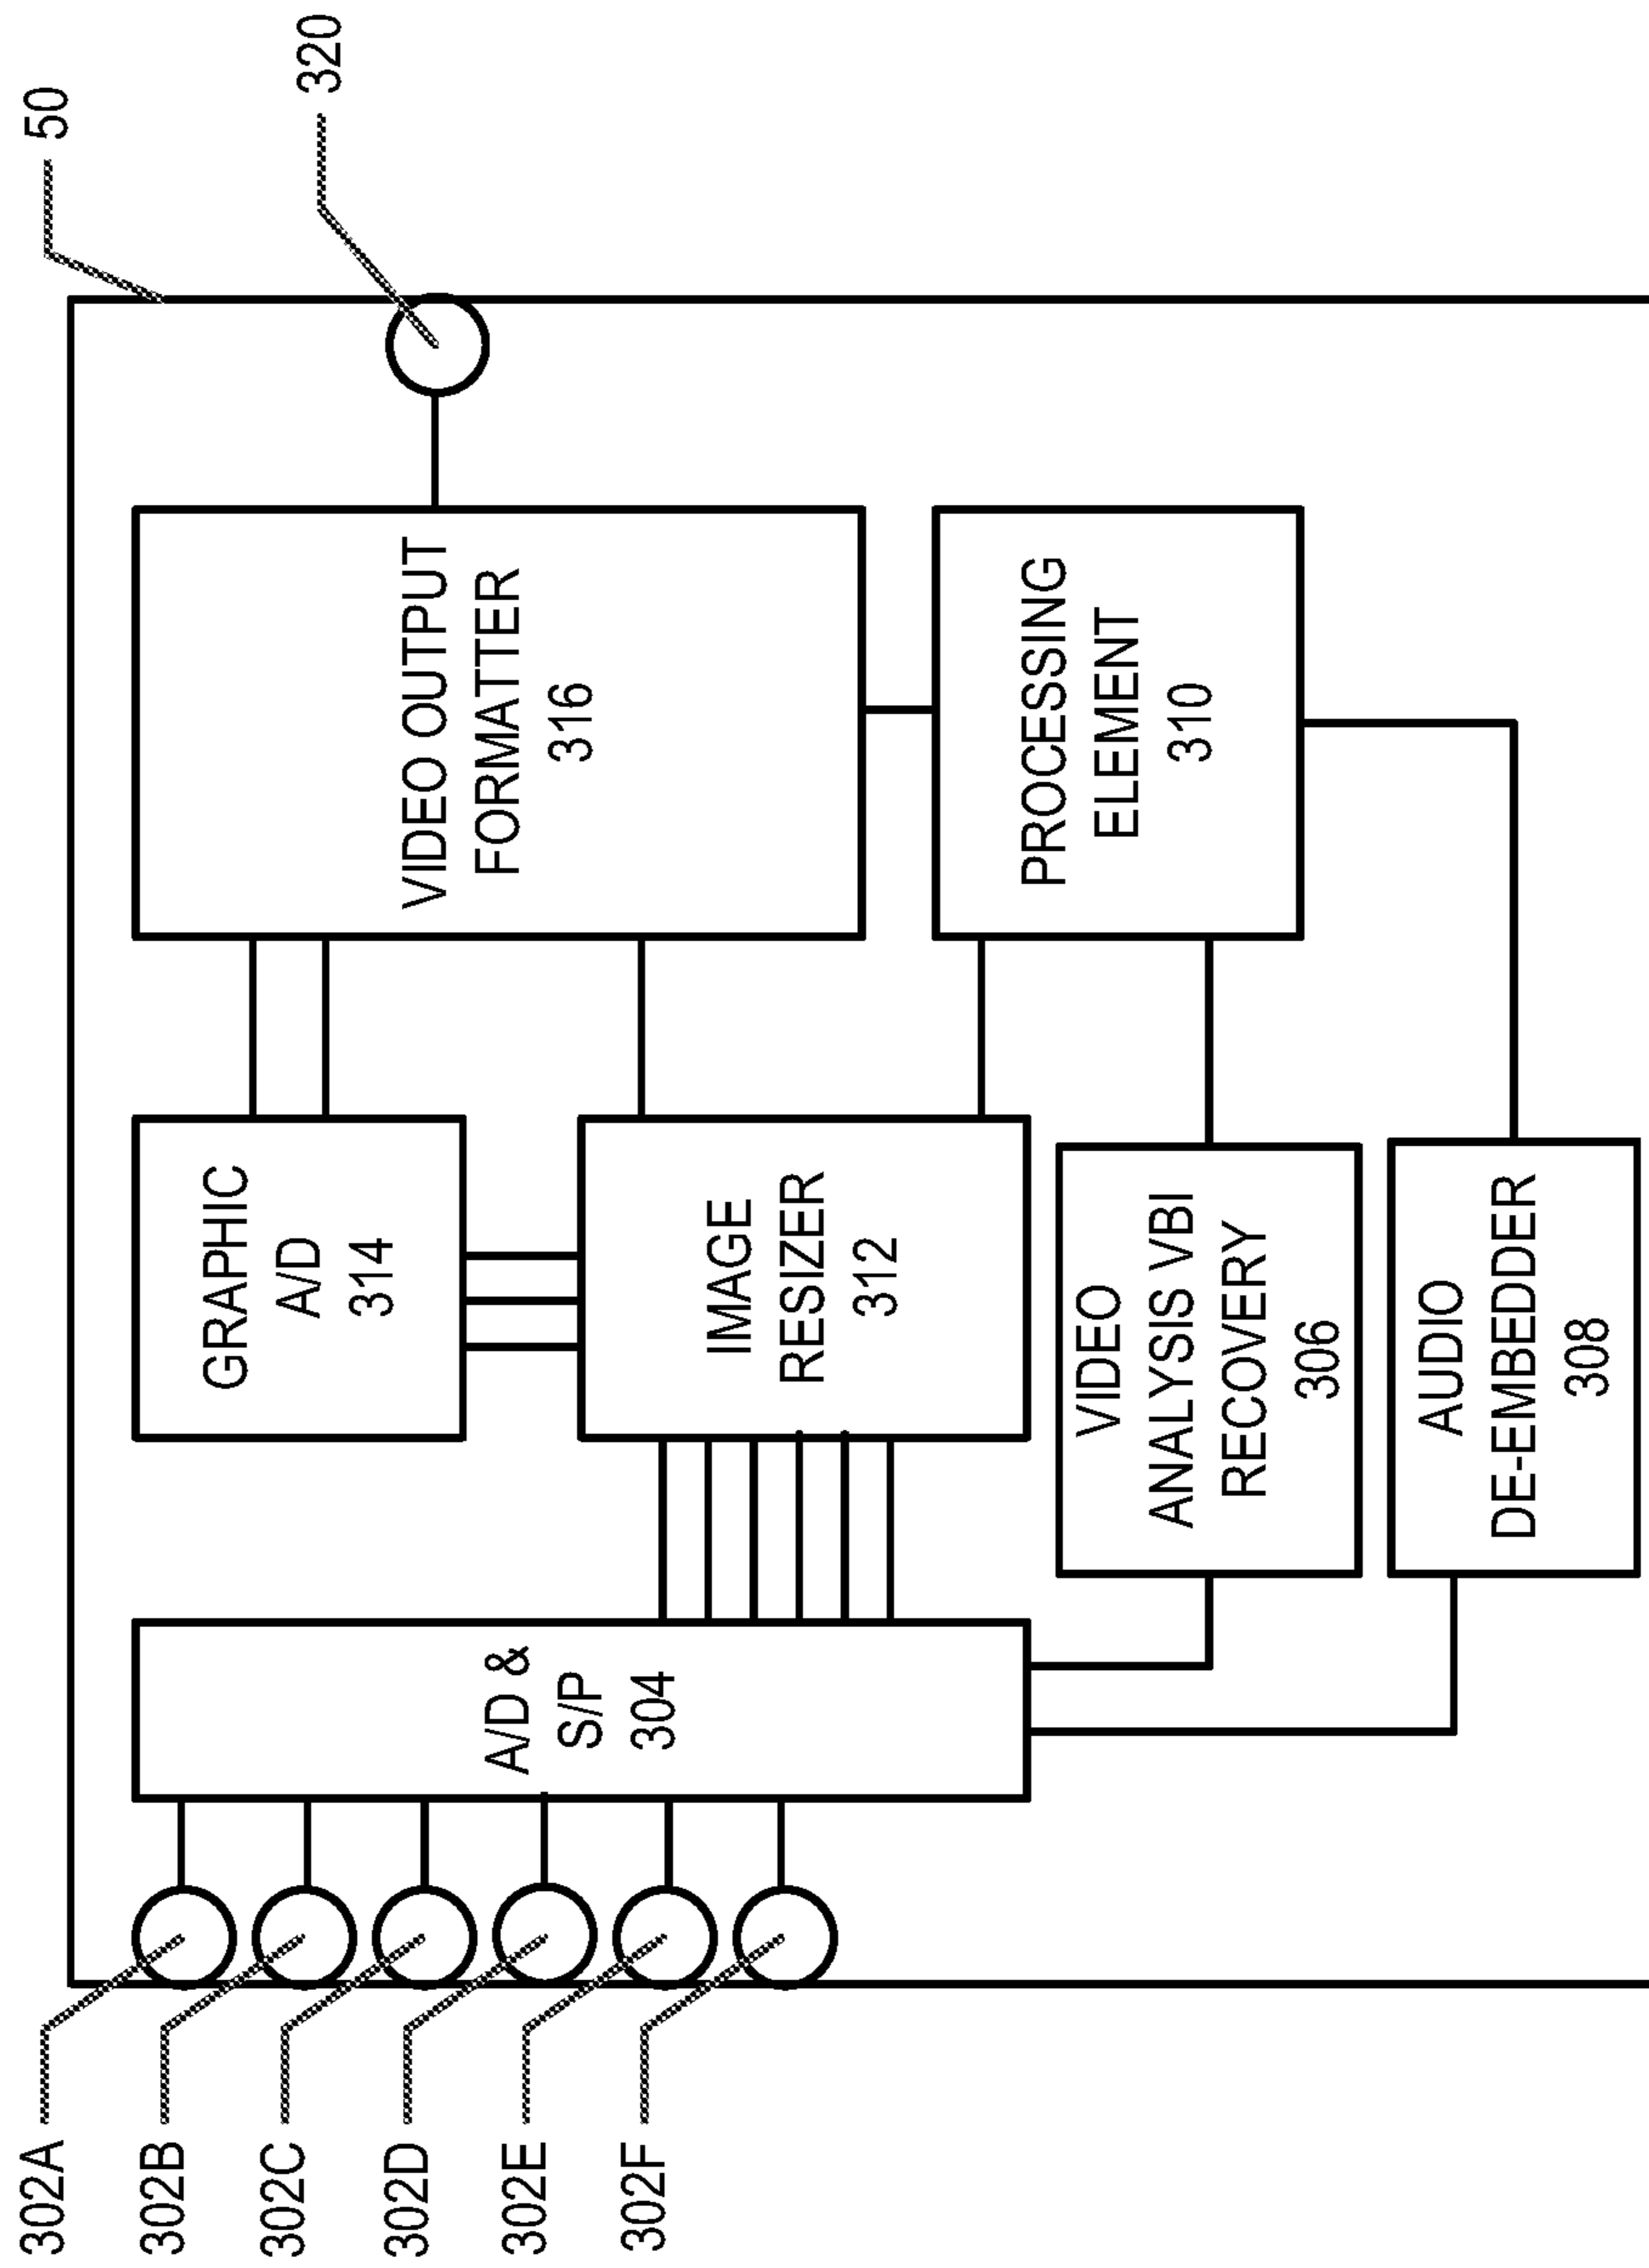 50
320
302A
302B
302C
302D
302E
302F
A/D &
S/P
304
GRAPHIC
A/D
314
IMAGE
RESIZER
312
VIDEO
ANALYSIS VBI
RECOVERY
306
AUDIO
DE-EMBEDDER
308
VIDEO OUTPUT
FORMATTER
316
PROCESSING
ELEMENT
310